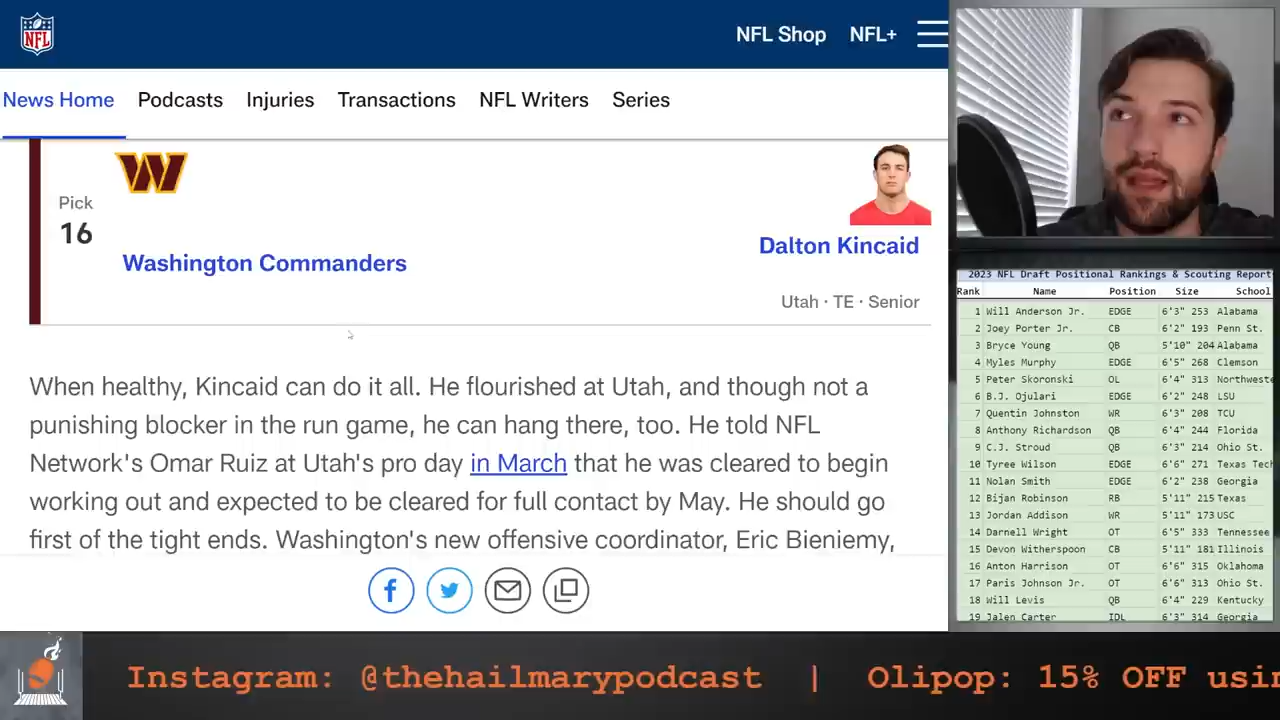 NFL
NFL Shop
NFL+
News Home
Podcasts
Injuries
Transactions
NFL Writers
Series
W
Pick
16
Washington Commanders
Dalton Kincaid
Utah · TE · Senior
When healthy, Kincaid can do it all. He flourished at Utah, and though not a
punishing blocker in the run game, he can hang there, too. He told NFL
Network's Omar Ruiz at Utah's pro day in March that he was cleared to begin
working out and expected to be cleared for full contact by May. He should go
first of the tight ends. Washington's new offensive coordinator, Eric Bieniemy,
2023 NFL Draft Positional Rankings & Scouting Report
Rank Name Position Size School
1 Will Anderson Jr. EDGE 6'3" 253 Alabama
2 Joey Porter Jr. CB 6'2" 193 Penn St.
3 Bryce Young QB 5'10" 204 Alabama
4 Myles Murphy EDGE 6'5" 268 Clemson
5 Peter Skoronski OL 6'4" 313 Northweste
6 B.J. Ojulari EDGE 6'2" 248 LSU
7 Quentin Johnston WR 6'3" 208 TCU
8 Anthony Richardson QB 6'4" 244 Florida
9 C.J. Stroud QB 6'3" 214 Ohio St.
10 Tyree Wilson EDGE 6'6" 271 Texas Tech
11 Nolan Smith EDGE 6'2" 238 Georgia
12 Bijan Robinson RB 5'11" 215 Texas
13 Jordan Addison WR 5'11" 173 USC
14 Darnell Wright OT 6'5" 333 Tennessee
15 Devon Witherspoon CB 5'11" 181 Illinois
16 Anton Harrison OT 6'6" 315 Oklahoma
17 Paris Johnson Jr. OT 6'6" 313 Ohio St.
18 Will Levis QB 6'4" 229 Kentucky
19 Jalen Carter IDL 6'3" 314 Georgia
Instagram: @thehailmarypodcast | Olipop: 15% OFF usin